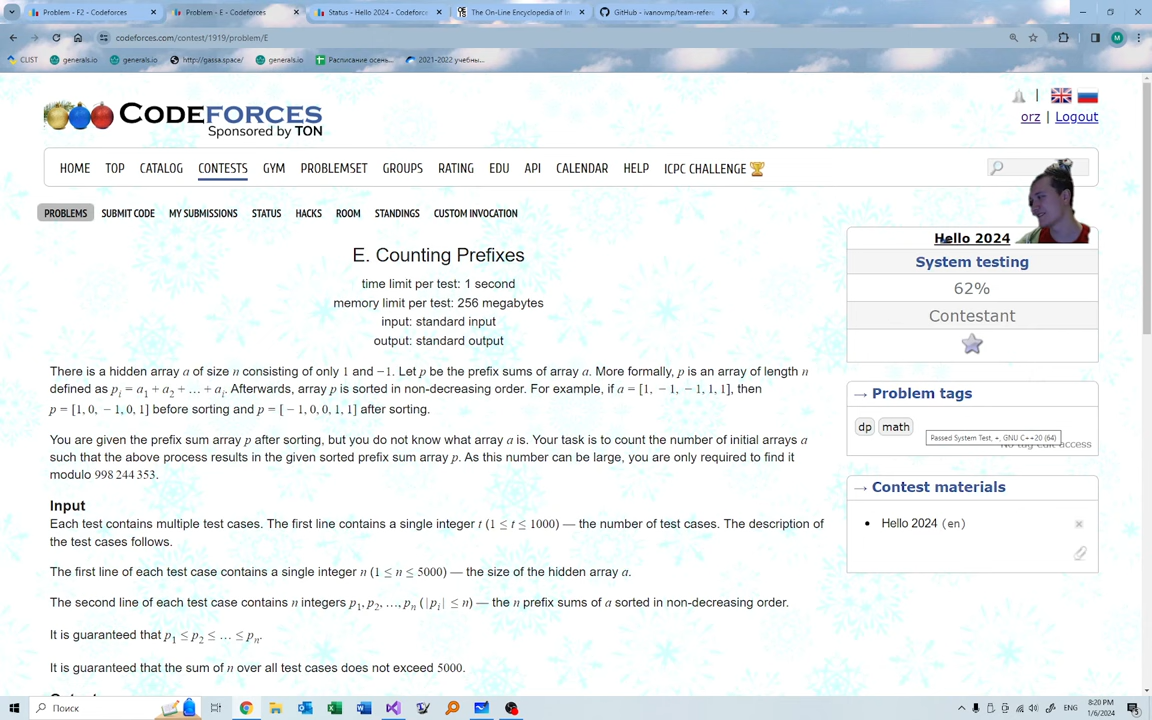 Problem - F2 - Codeforces
Problem - E - Codeforces
Status - Hello 2024 - Codeforc
The On-Line Encyclopedia of In
GitHub - ivanovmp/team-refere
codeforces.com/contest/1919/problem/E
CLIST
generals.io
generals.io
http://gassa.space/
generals.io
Расписание осень...
2021-2022 учебны...
CODEFORCES
Sponsored by TON
orz | Logout
HOME TOP CATALOG CONTESTS GYM PROBLEMSET GROUPS RATING EDU API CALENDAR HELP ICPC CHALLENGE
PROBLEMS SUBMIT CODE MY SUBMISSIONS STATUS HACKS ROOM STANDINGS CUSTOM INVOCATION
E. Counting Prefixes
time limit per test: 1 second
memory limit per test: 256 megabytes
input: standard input
output: standard output
There is a hidden array a of size n consisting of only 1 and −1. Let p be the prefix sums of array a. More formally, p is an array of length n
defined as p_i = a_1 + a_2 + … + a_i. Afterwards, array p is sorted in non-decreasing order. For example, if a = [1, −1, −1, 1, 1], then
p = [1, 0, −1, 0, 1] before sorting and p = [−1, 0, 0, 1, 1] after sorting.
You are given the prefix sum array p after sorting, but you do not know what array a is. Your task is to count the number of initial arrays a
such that the above process results in the given sorted prefix sum array p. As this number can be large, you are only required to find it
modulo 998 244 353.
Input
Each test contains multiple test cases. The first line contains a single integer t (1 ≤ t ≤ 1000) — the number of test cases. The description of
the test cases follows.
The first line of each test case contains a single integer n (1 ≤ n ≤ 5000) — the size of the hidden array a.
The second line of each test case contains n integers p_1, p_2, …, p_n (|p_i| ≤ n) — the n prefix sums of a sorted in non-decreasing order.
It is guaranteed that p_1 ≤ p_2 ≤ … ≤ p_n.
It is guaranteed that the sum of n over all test cases does not exceed 5000.
Hello 2024
System testing
62%
Contestant
→ Problem tags
dp math
Passed System Test, +, GNU C++20 (64)
access
→ Contest materials
Hello 2024 (en)
Поиск
ENG
8:20 PM
1/6/2024